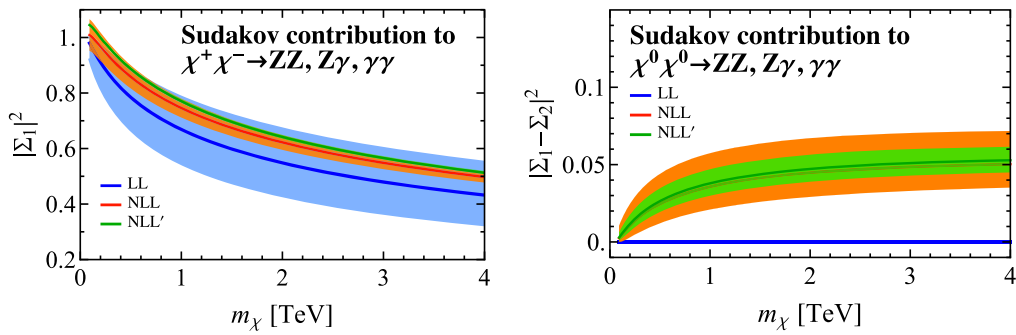 Sudakov contribution to
χ⁺χ⁻→ZZ, Zγ, γγ
|Σ₁|²
1.
0.8
0.6
0.4
0.2
LL
NLL
NLL′
0 1 2 3 4
mχ [TeV]
Sudakov contribution to
χ⁰χ⁰→ZZ, Zγ, γγ
|Σ₁−Σ₂|²
0.1
0.05
0.
LL
NLL
NLL′
0 1 2 3 4
mχ [TeV]